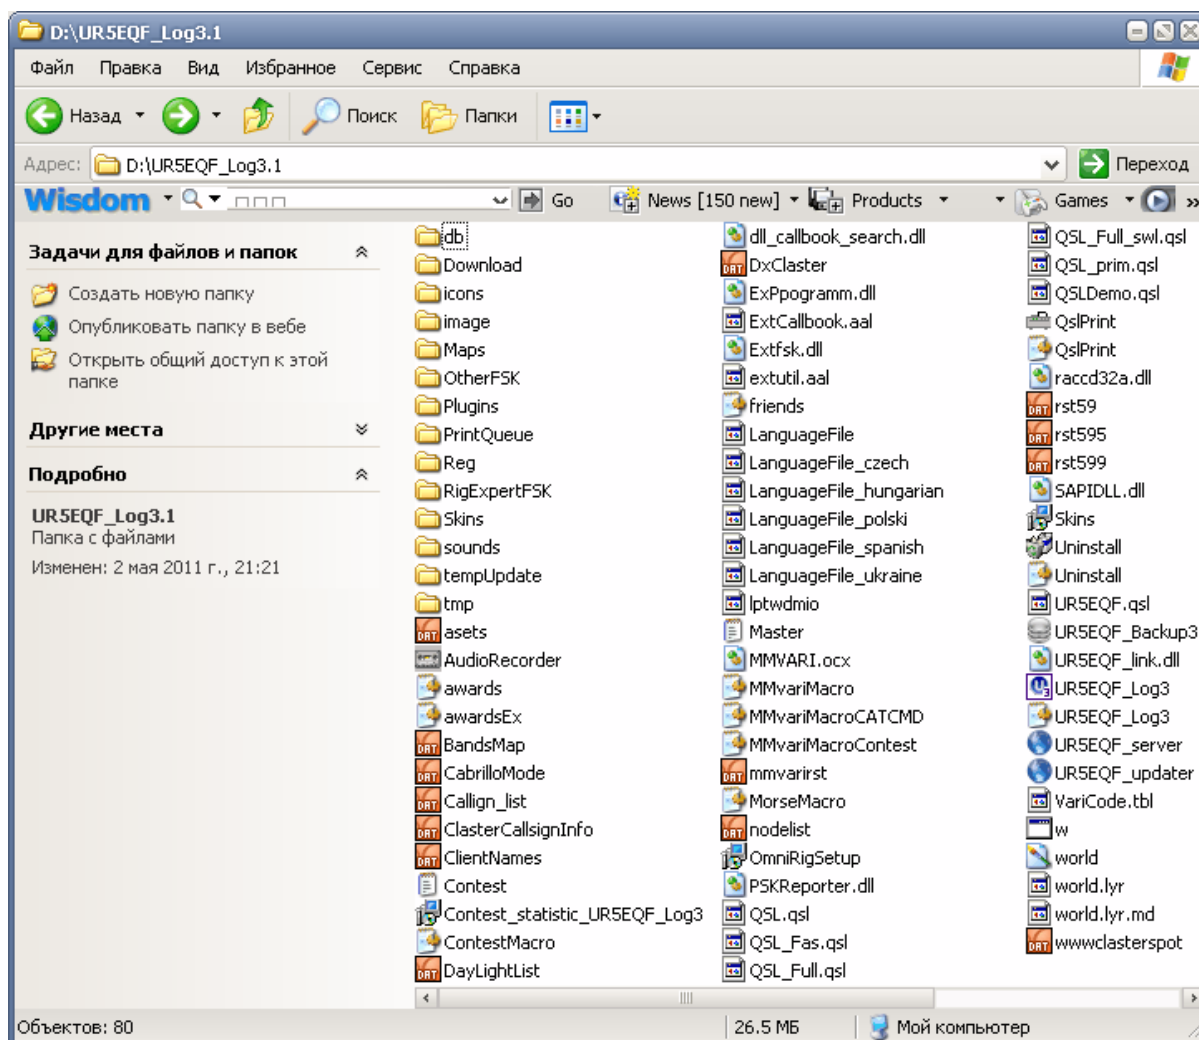 D:\UR5EQF_Log3.1
Файл Правка Вид Избранное Сервис Справка
Назад Поиск Папки
Адрес: D:\UR5EQF_Log3.1 Переход
Wisdom Go News [150 new] Products Games »
Задачи для файлов и папок
Создать новую папку
Опубликовать папку в вебе
Открыть общий доступ к этой
папке
Другие места
Подробно
UR5EQF_Log3.1
Папка с файлами
Изменен: 2 мая 2011 г., 21:21
db
Download
icons
image
Maps
OtherFSK
Plugins
PrintQueue
Reg
RigExpertFSK
Skins
sounds
tempUpdate
tmp
asets
AudioRecorder
awards
awardsEx
BandsMap
CabrilloMode
Callign_list
ClasterCallsignInfo
ClientNames
Contest
Contest_statistic_UR5EQF_Log3
ContestMacro
DayLightList
dll_callbook_search.dll
DxClaster
ExPpogramm.dll
ExtCallbook.aal
Extfsk.dll
extutil.aal
friends
LanguageFile
LanguageFile_czech
LanguageFile_hungarian
LanguageFile_polski
LanguageFile_spanish
LanguageFile_ukraine
lptwdmio
Master
MMVARI.ocx
MMvariMacro
MMvariMacroCATCMD
MMvariMacroContest
mmvarirst
MorseMacro
nodelist
OmniRigSetup
PSKReporter.dll
QSL.qsl
QSL_Fas.qsl
QSL_Full.qsl
QSL_Full_swl.qsl
QSL_prim.qsl
QSLDemo.qsl
QslPrint
QslPrint
raccd32a.dll
rst59
rst595
rst599
SAPIDLL.dll
Skins
Uninstall
Uninstall
UR5EQF.qsl
UR5EQF_Backup3
UR5EQF_link.dll
UR5EQF_Log3
UR5EQF_Log3
UR5EQF_server
UR5EQF_updater
VariCode.tbl
w
world
world.lyr
world.lyr.md
wwwclasterspot
Объектов: 80 26.5 МБ Мой компьютер